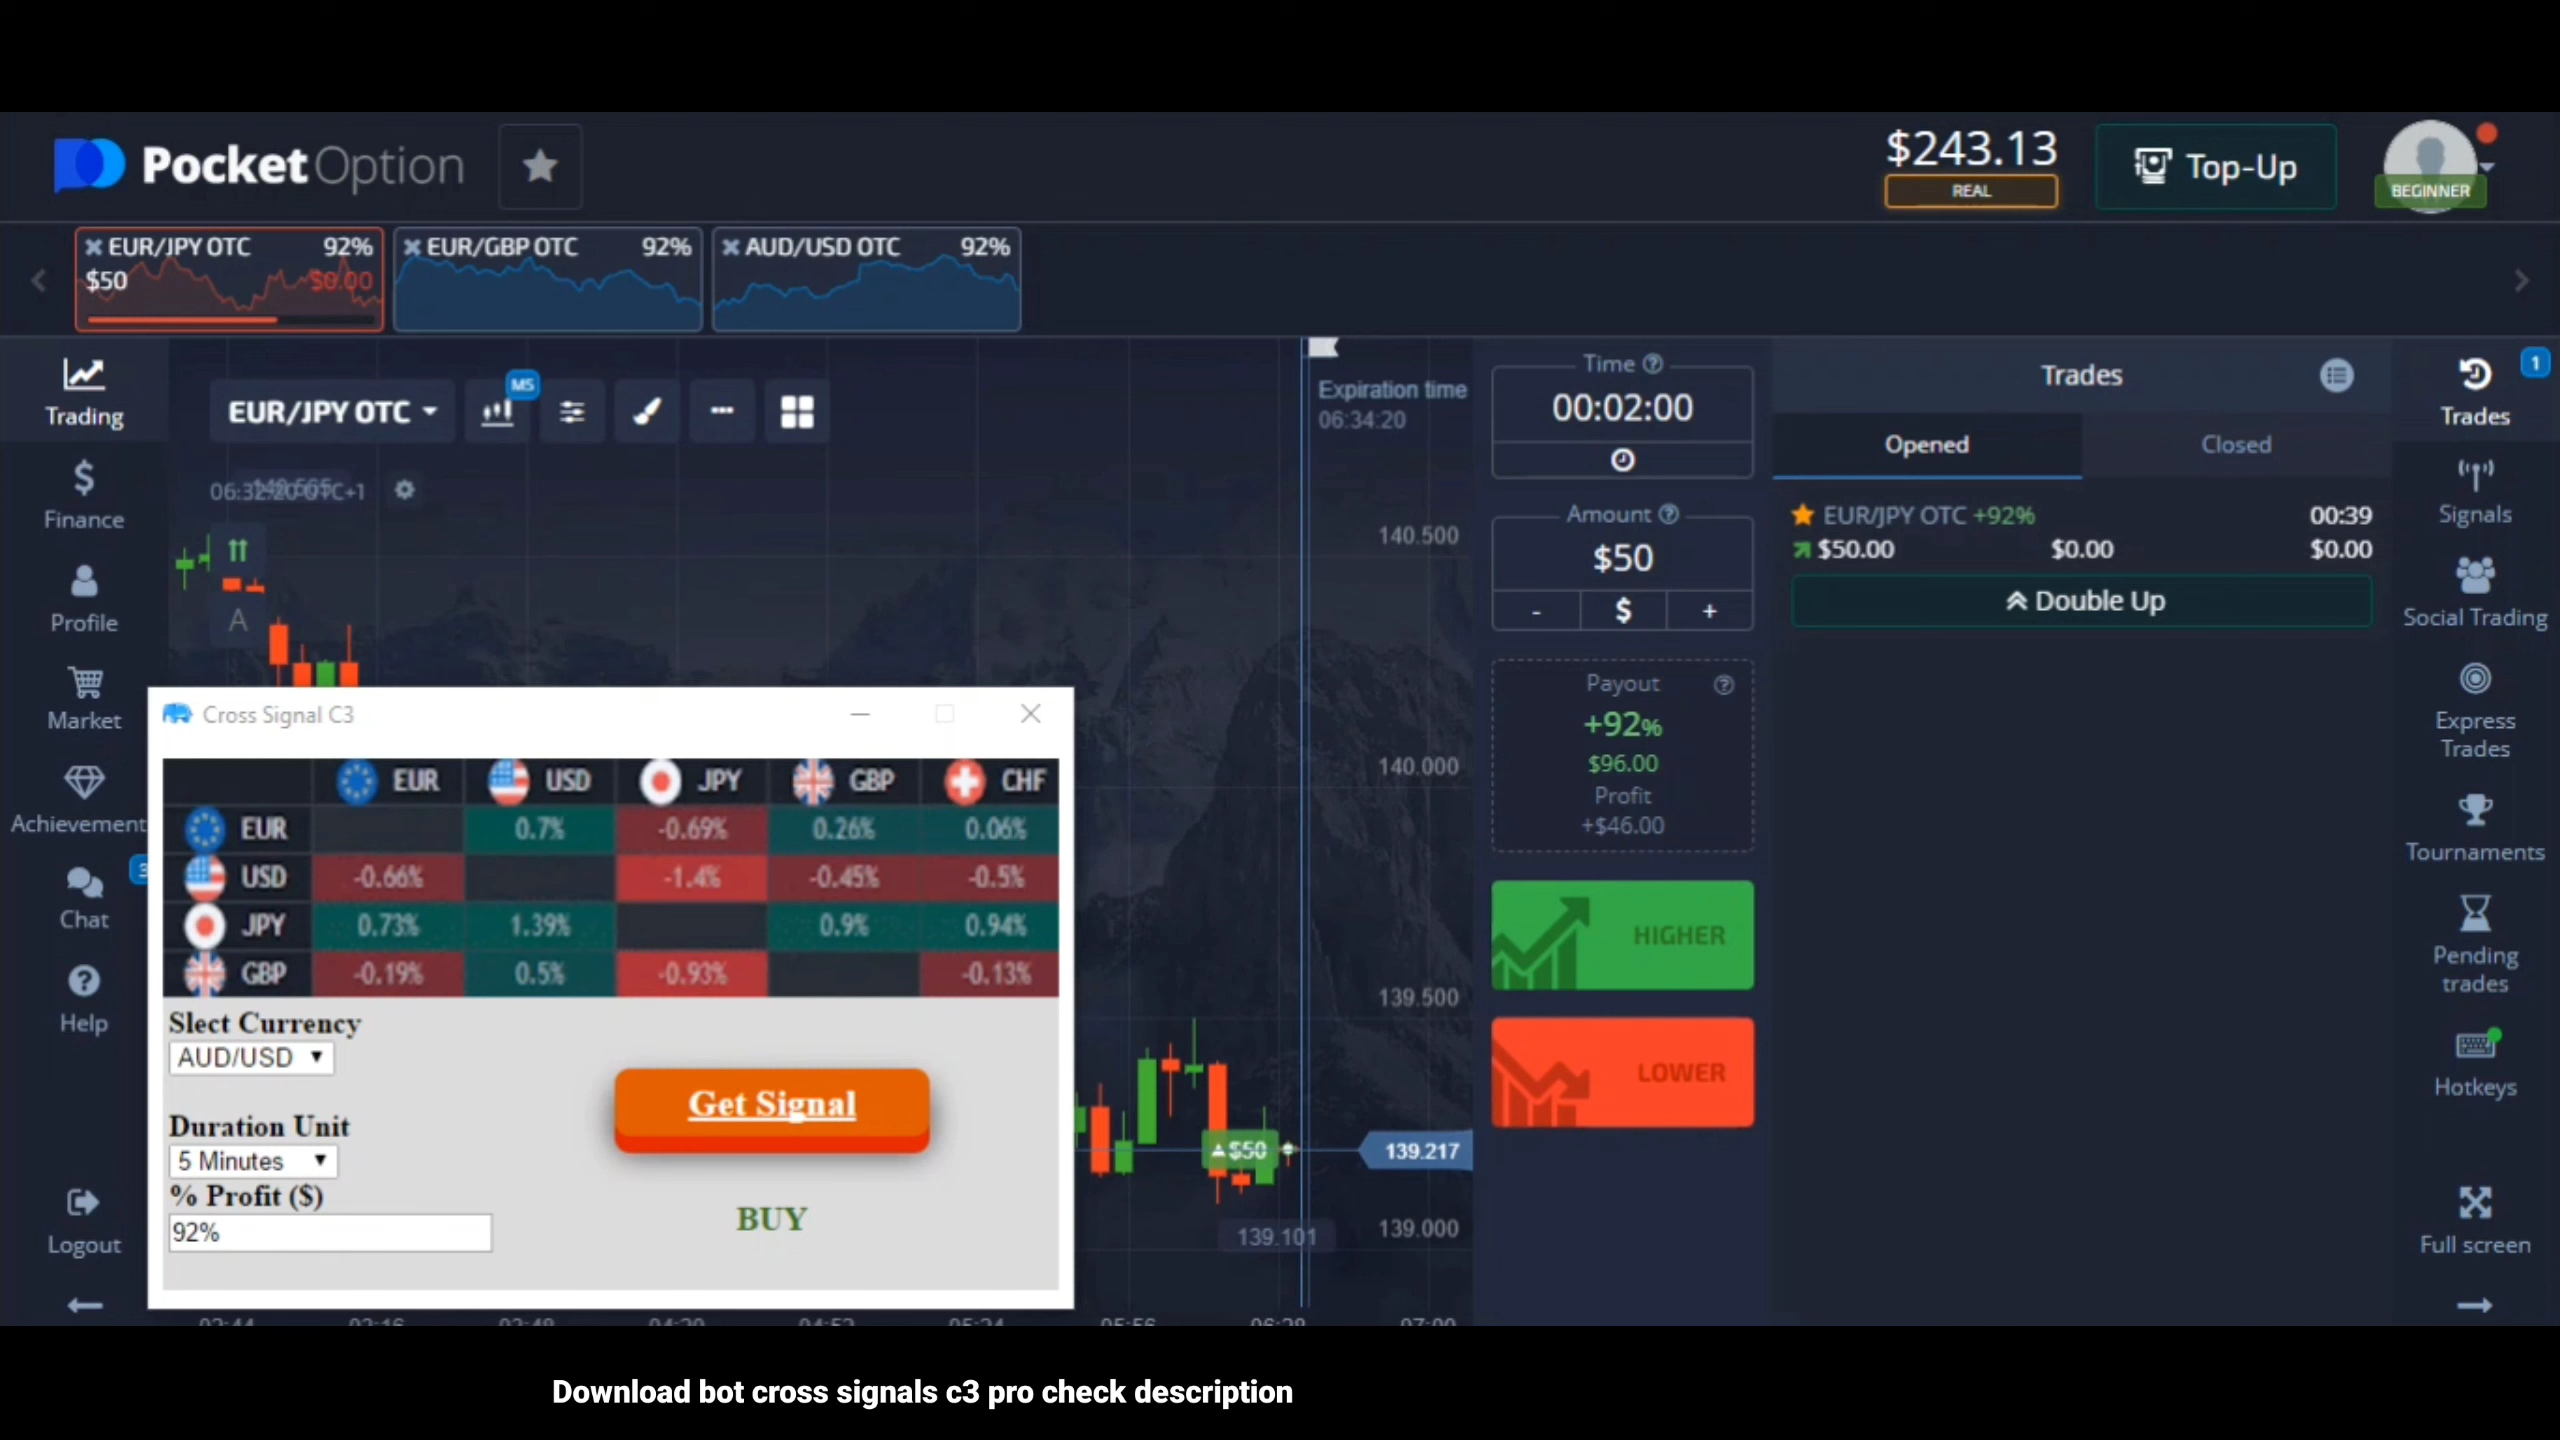 PocketOption
$243.13
REAL
Top-Up
BEGINNER
EUR/JPY OTC 92%
$50 $0.00
EUR/GBP OTC 92%
AUD/USD OTC 92%
Trading
Finance
Profile
Market
Achievement
Chat
3
Help
Logout
EUR/JPY OTC
M5
A
Expiration time
06:34:20
140.500
140.000
139.500
139.217
139.000
139.101
$50
Time
00:02:00
Amount
$50
- $ +
Payout
+92%
$96.00
Profit
+$46.00
HIGHER
LOWER
Trades
Opened Closed
EUR/JPY OTC +92% 00:39
$50.00 $0.00 $0.00
Double Up
1
Trades
Signals
Social Trading
Express
Trades
Tournaments
Pending
trades
Hotkeys
Full screen
Cross Signal C3
EUR USD JPY GBP CHF
EUR 0.7% -0.69% 0.26% 0.06%
USD -0.66% -1.4% -0.45% -0.5%
JPY 0.73% 1.39% 0.9% 0.94%
GBP -0.19% 0.5% -0.93% -0.13%
Slect Currency
AUD/USD
Duration Unit
5 Minutes
% Profit ($)
92%
Get Signal
BUY
Download bot cross signals c3 pro check description